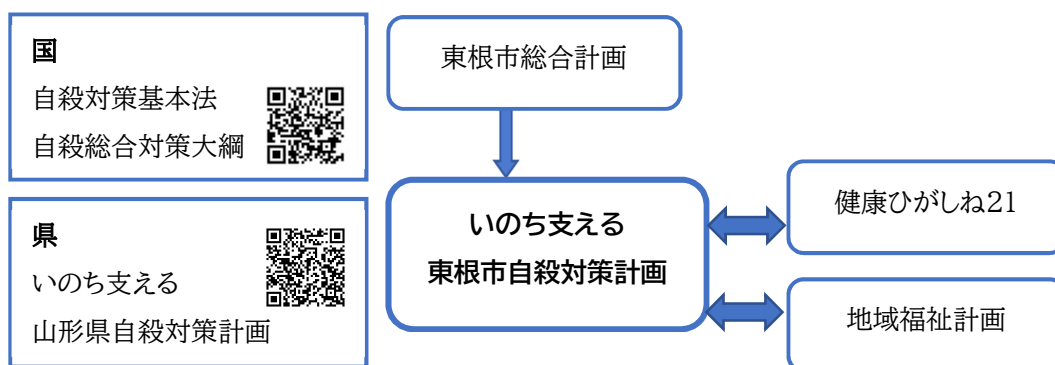 国
自殺対策基本法
自殺総合対策大綱
県
いのち支える
山形県自殺対策計画
東根市総合計画
いのち支える
東根市自殺対策計画
健康ひがしね21
地域福祉計画